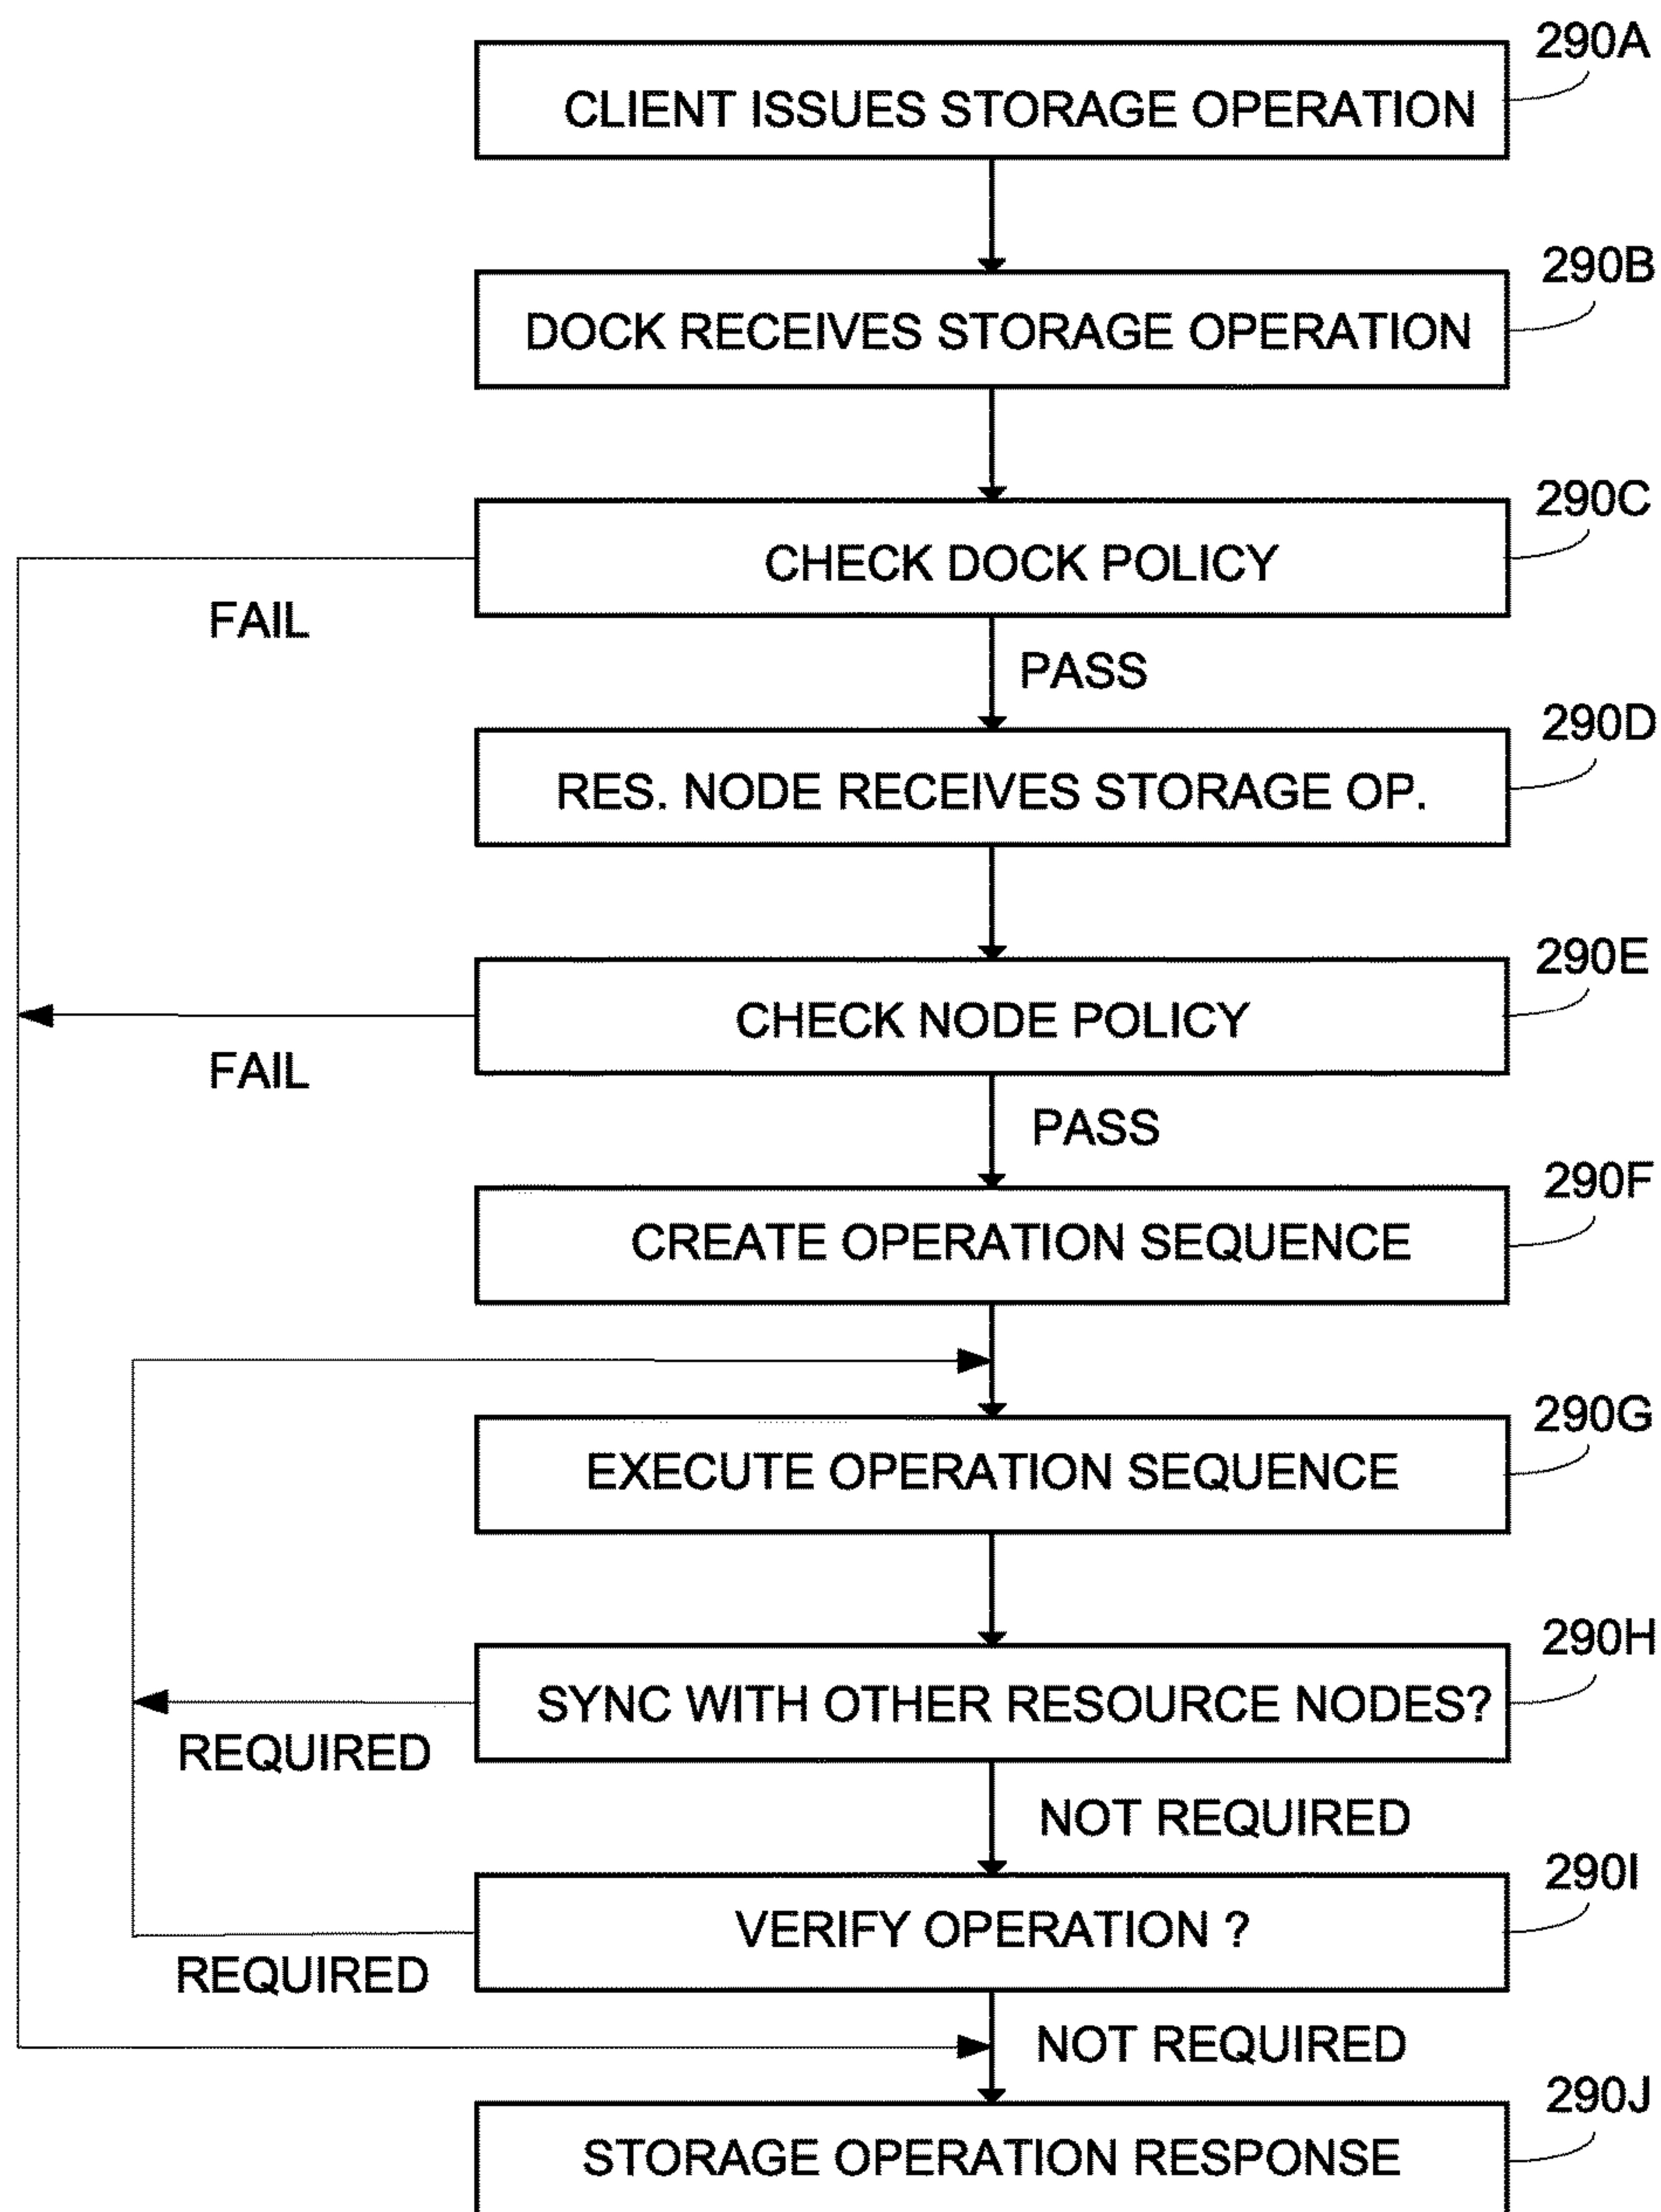 290A
CLIENT ISSUES STORAGE OPERATION
290B
DOCK RECEIVES STORAGE OPERATION
290C
CHECK DOCK POLICY
FAIL
PASS
290D
RES. NODE RECEIVES STORAGE OP.
290E
CHECK NODE POLICY
FAIL
PASS
290F
CREATE OPERATION SEQUENCE
290G
EXECUTE OPERATION SEQUENCE
290H
SYNC WITH OTHER RESOURCE NODES?
REQUIRED
NOT REQUIRED
290I
VERIFY OPERATION ?
REQUIRED
NOT REQUIRED
290J
STORAGE OPERATION RESPONSE